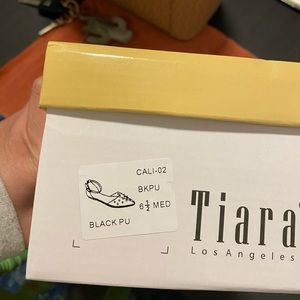 CALI-02
BKPU
6½ MED
BLACK PU
Tiara
Los Angeles